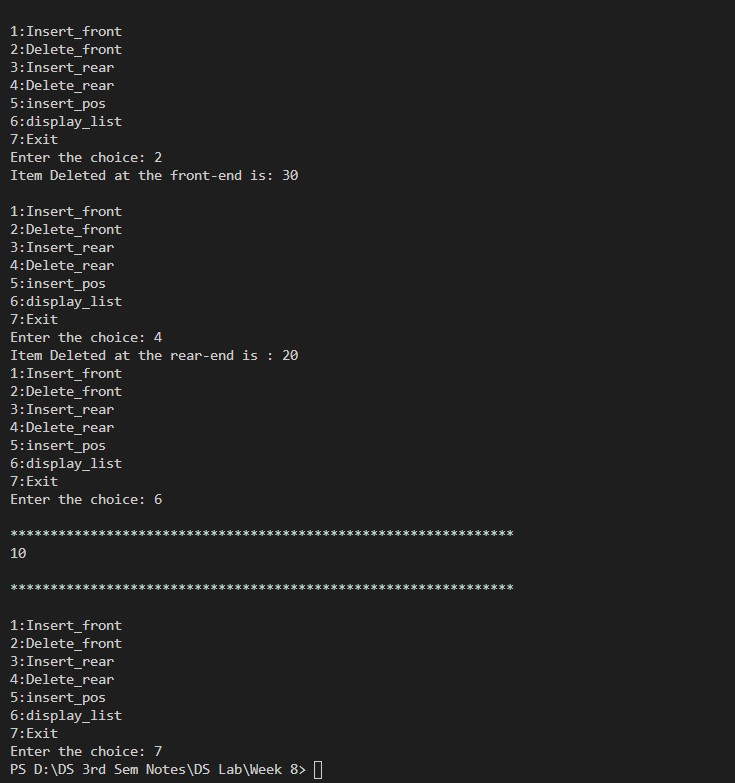 1:Insert_front
2:Delete_front
3:Insert_rear
4:Delete_rear
5:insert_pos
6:display_list
7:Exit
Enter the choice: 2
Item Deleted at the front-end is: 30
1:Insert_front
2:Delete_front
3:Insert_rear
4:Delete_rear
5:insert_pos
6:display_list
7:Exit
Enter the choice: 4
Item Deleted at the rear-end is : 20
1:Insert_front
2:Delete_front
3:Insert_rear
4:Delete_rear
5:insert_pos
6:display_list
7:Exit
Enter the choice: 6
***************************************************************
10
***************************************************************
1:Insert_front
2:Delete_front
3:Insert_rear
4:Delete_rear
5:insert_pos
6:display_list
7:Exit
Enter the choice: 7
PS D:\DS 3rd Sem Notes\DS Lab\Week 8>